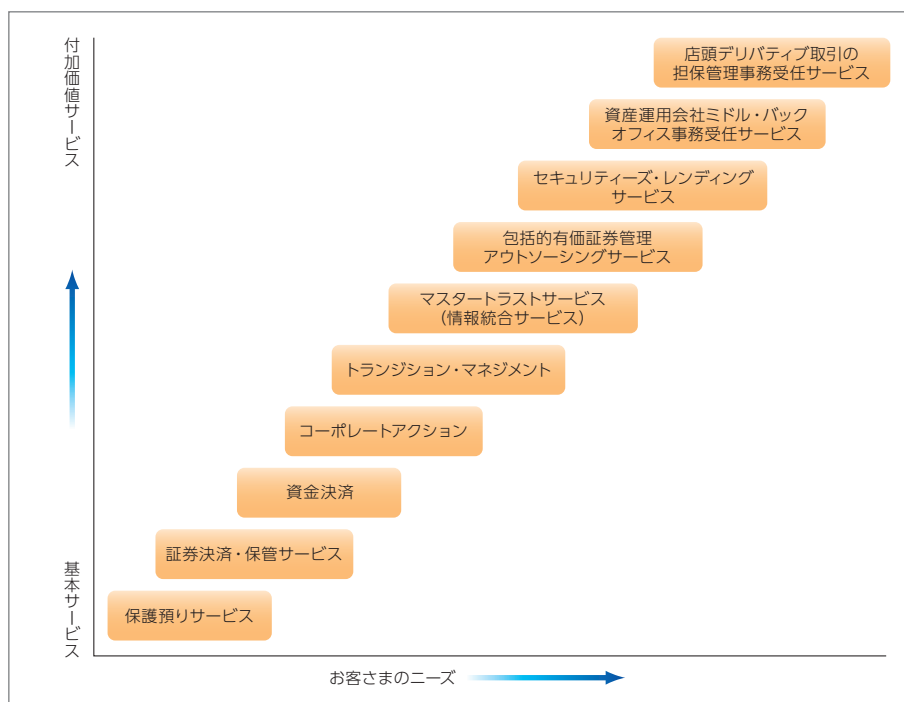 付加価値サービス
店頭デリバティブ取引の
担保管理事務受任サービス
資産運用会社ミドル・バック
オフィス事務受任サービス
セキュリティーズ・レンディング
サービス
包括的有価証券管理
アウトソーシングサービス
マスタートラストサービス
(情報統合サービス)
トランジション・マネジメント
コーポレートアクション
資金決済
証券決済・保管サービス
保護預りサービス
基本サービス
お客さまのニーズ